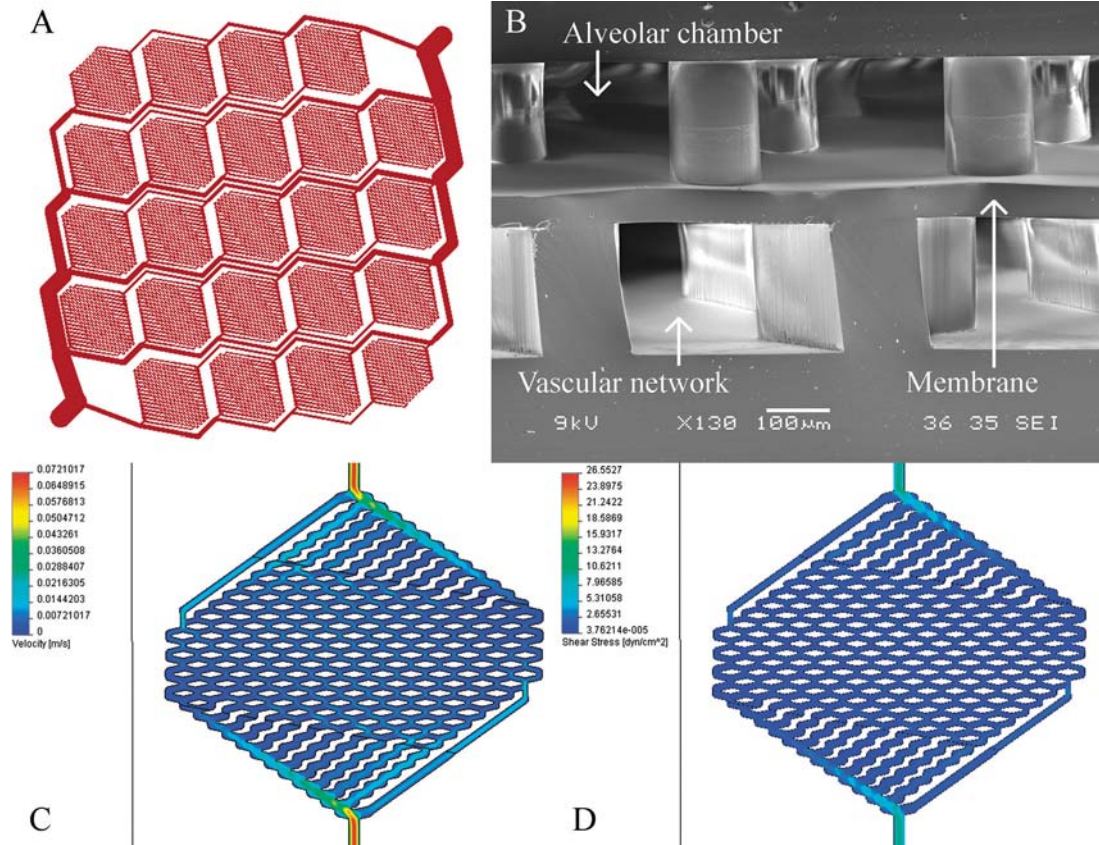 A
B
Alveolar chamber
Vascular network
Membrane
9kV X130 100µm 36 35 SEI
0.0721017
0.0648915
0.0576813
0.0504712
0.043261
0.0360508
0.0288407
0.0216305
0.0144203
0.00721017
0
Velocity [m/s]
C
26.5527
23.8975
21.2422
18.5869
15.9317
13.2764
10.6211
7.96585
5.31058
2.65531
3.76214e-005
Shear Stress [dyn/cm^2]
D